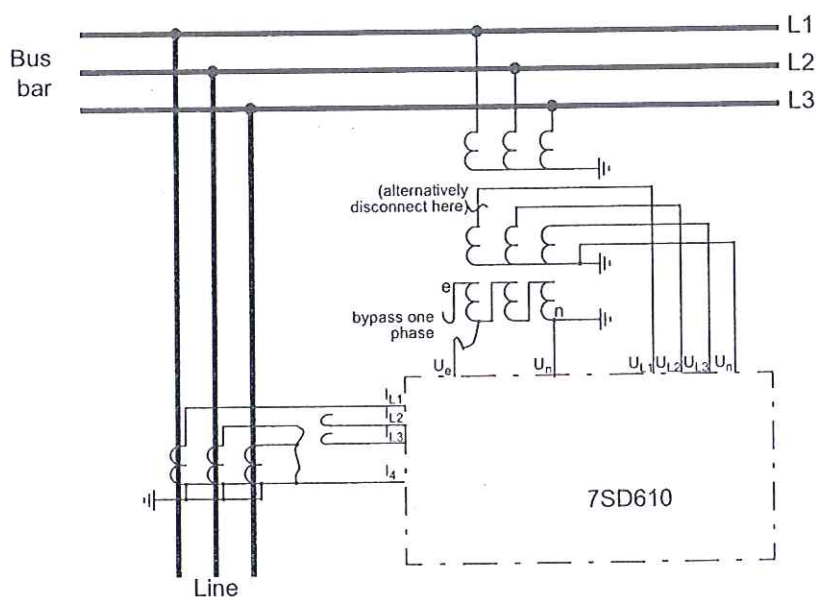 L1
Bus
bar
L2
L3
(alternatively
disconnect here)
e
n
bypass one
phase
Ue
Un
UL1
UL2
UL3
Un
IL1
IL2
IL3
I4
7SD610
Line